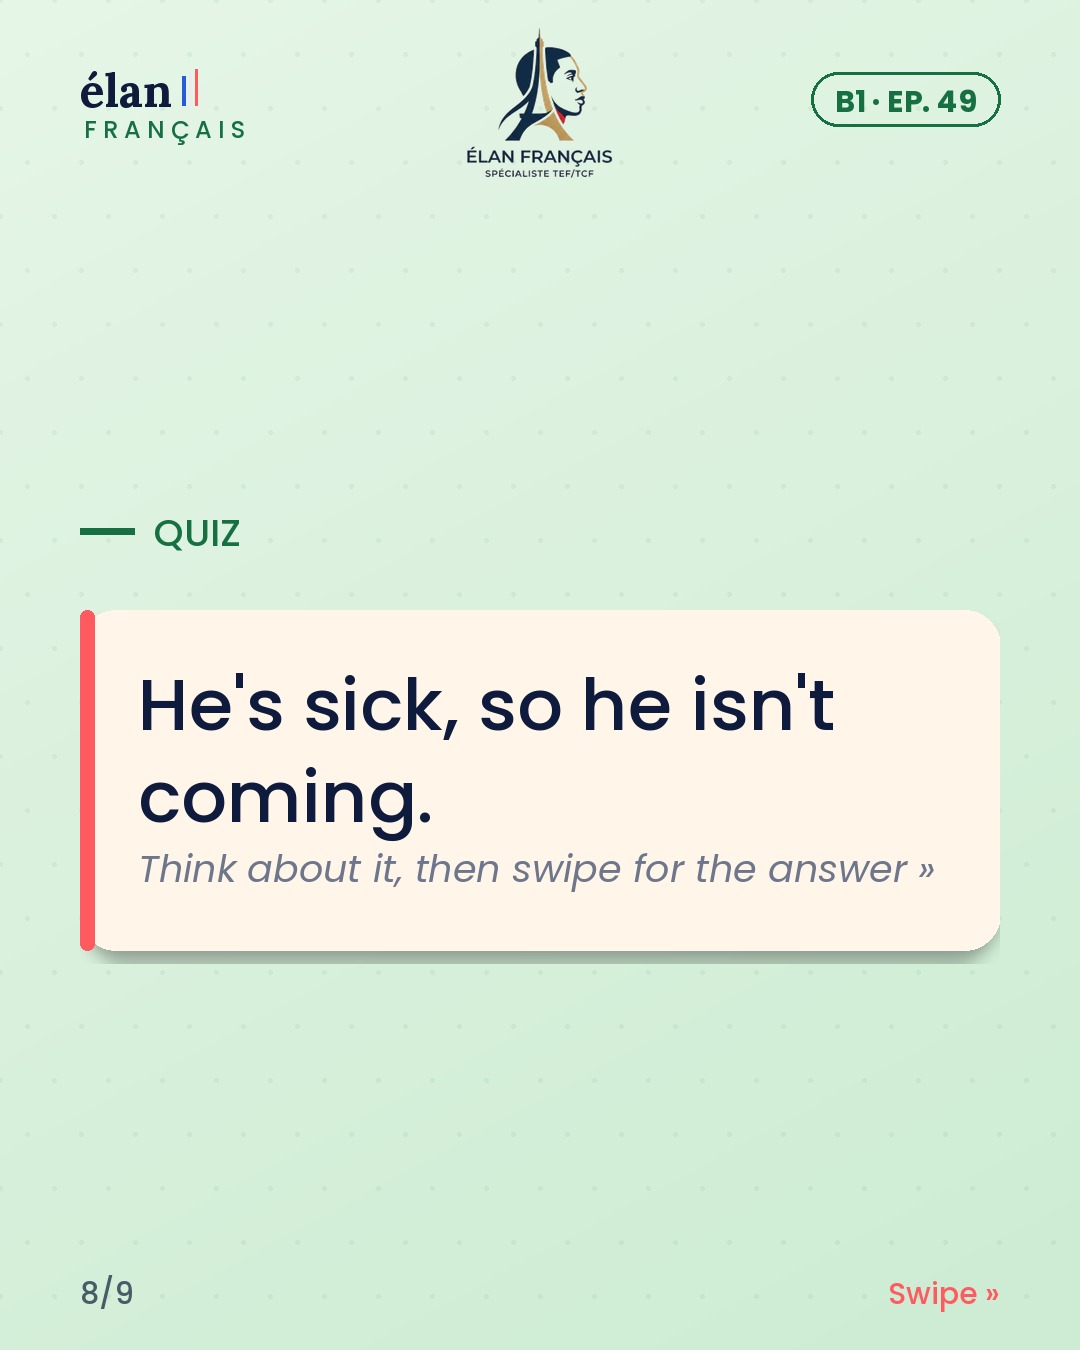 élan
FRANÇAIS
ÉLAN FRANÇAIS
SPÉCIALISTE TEF/TCF
B1 · EP. 49
QUIZ
He's sick, so he isn't
coming.
Think about it, then swipe for the answer »
8/9
Swipe »